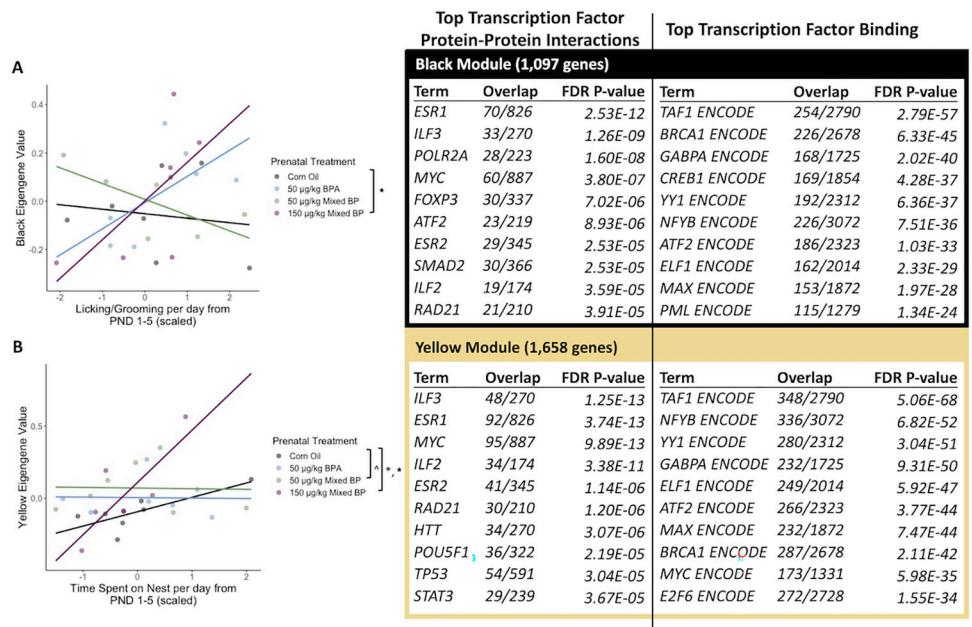 Top Transcription Factor
Protein-Protein Interactions
Top Transcription Factor Binding
A
0.4
0.2
0.0
-0.2
Black Eigengene Value
-2
-1
0
1
2
Licking/Grooming per day from
PND 1-5 (scaled)
Prenatal Treatment
Corn Oil
50 µg/kg BPA
50 µg/kg Mixed BP
150 µg/kg Mixed BP
*
Black Module (1,097 genes)
Term Overlap FDR P-value Term Overlap FDR P-value
ESR1 70/826 2.53E-12 TAF1 ENCODE 254/2790 2.79E-57
ILF3 33/270 1.26E-09 BRCA1 ENCODE 226/2678 6.33E-45
POLR2A 28/223 1.60E-08 GABPA ENCODE 168/1725 2.02E-40
MYC 60/887 3.80E-07 CREB1 ENCODE 169/1854 4.28E-37
FOXP3 30/337 7.02E-06 YY1 ENCODE 192/2312 6.36E-37
ATF2 23/219 8.93E-06 NFYB ENCODE 226/3072 7.51E-36
ESR2 29/345 2.53E-05 ATF2 ENCODE 186/2323 1.03E-33
SMAD2 30/366 2.53E-05 ELF1 ENCODE 162/2014 2.33E-29
ILF2 19/174 3.59E-05 MAX ENCODE 153/1872 1.97E-28
RAD21 21/210 3.91E-05 PML ENCODE 115/1279 1.34E-24
B
0.5
0.0
Yellow Eigengene Value
-1
0
1
2
Time Spent on Nest per day from
PND 1-5 (scaled)
Prenatal Treatment
Corn Oil
50 µg/kg BPA
50 µg/kg Mixed BP
150 µg/kg Mixed BP
^
*, *
Yellow Module (1,658 genes)
Term Overlap FDR P-value Term Overlap FDR P-value
ILF3 48/270 1.25E-13 TAF1 ENCODE 348/2790 5.06E-68
ESR1 92/826 3.74E-13 NFYB ENCODE 336/3072 6.82E-52
MYC 95/887 9.89E-13 YY1 ENCODE 280/2312 3.04E-51
ILF2 34/174 3.38E-11 GABPA ENCODE 232/1725 9.31E-50
ESR2 41/345 1.14E-06 ELF1 ENCODE 249/2014 5.92E-47
RAD21 30/210 1.20E-06 ATF2 ENCODE 266/2323 3.77E-44
HTT 34/270 3.07E-06 MAX ENCODE 232/1872 7.47E-44
POU5F1 36/322 2.19E-05 BRCA1 ENCODE 287/2678 2.11E-42
TP53 54/591 3.04E-05 MYC ENCODE 173/1331 5.98E-35
STAT3 29/239 3.67E-05 E2F6 ENCODE 272/2728 1.55E-34